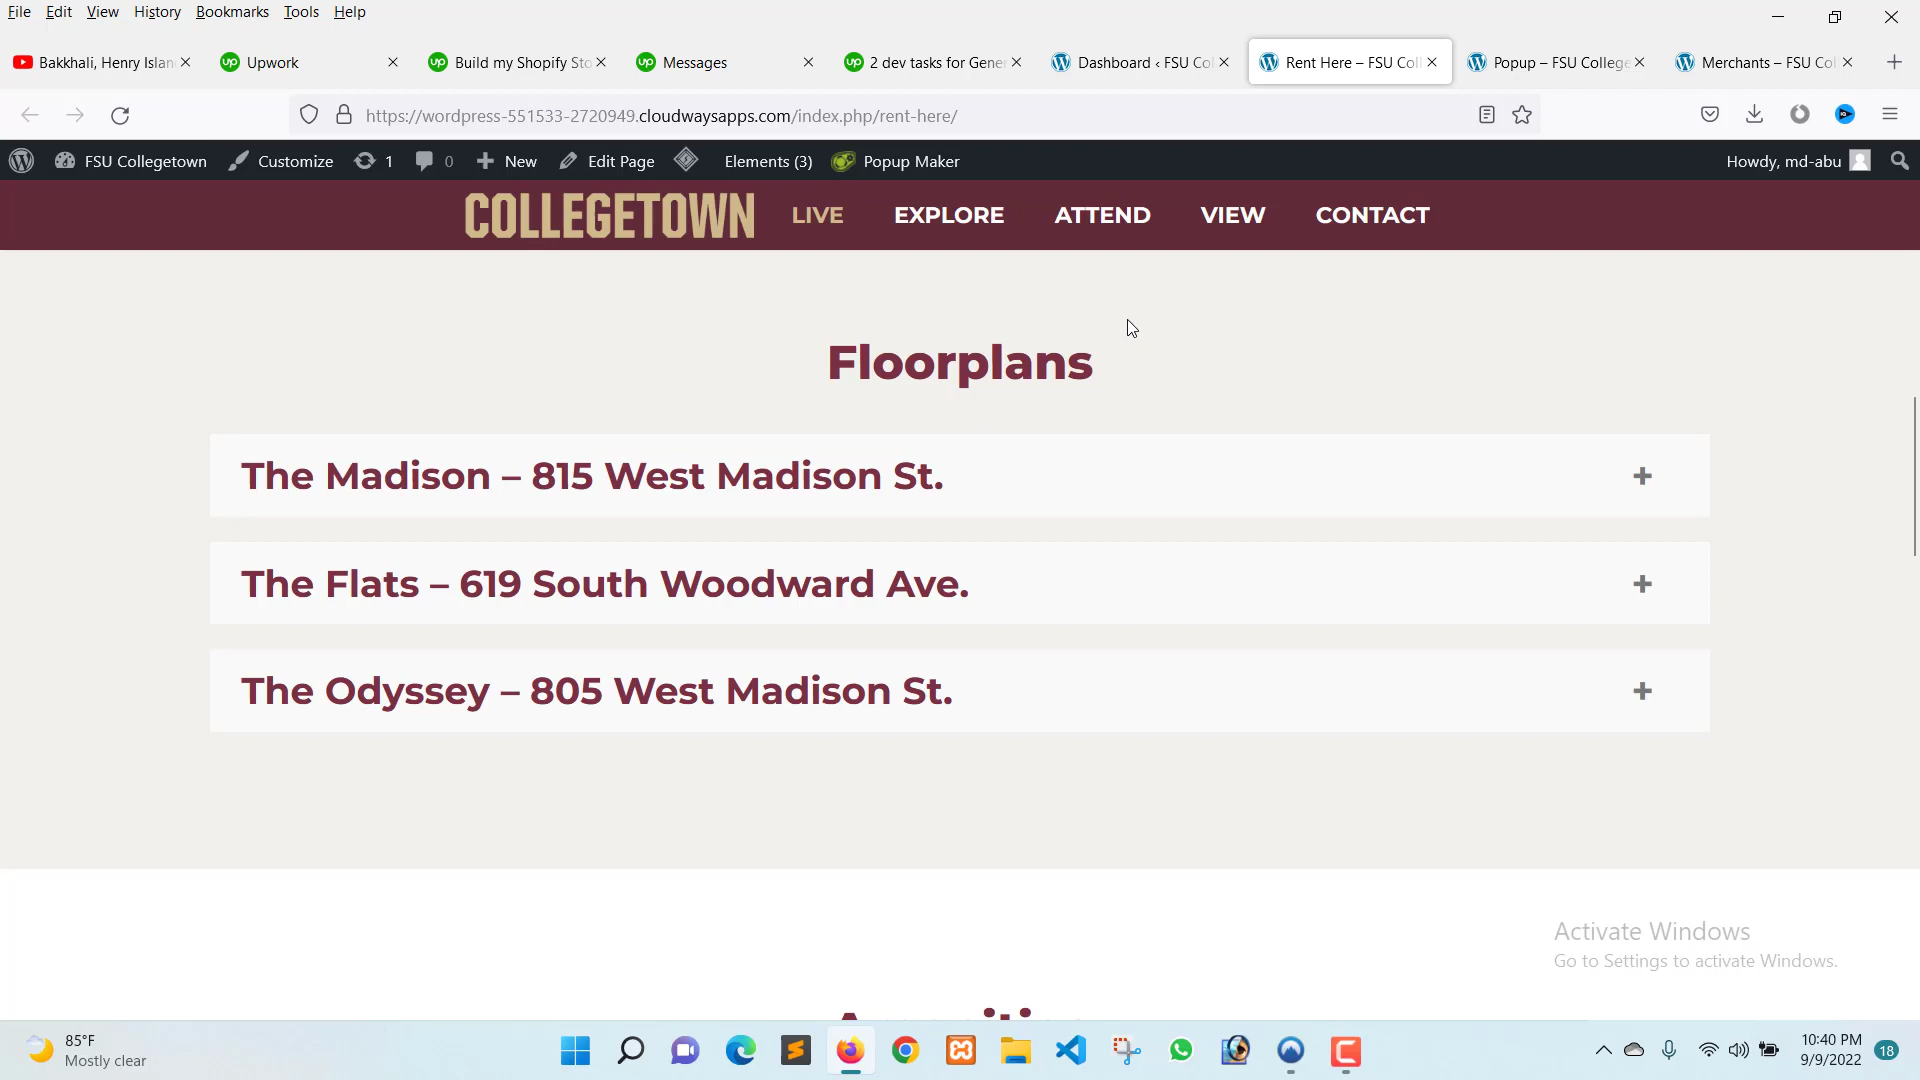 File Edit View History Bookmarks Tools Help
Bakkhali, Henry Islan Upwork Build my Shopify Sto Messages 2 dev tasks for Gene Dashboard ‹ FSU Co Rent Here – FSU Coll Popup – FSU College Merchants – FSU Col
https://wordpress-551533-2720949.cloudwaysapps.com/index.php/rent-here/
FSU Collegetown Customize 1 0 New Edit Page Elements (3) Popup Maker Howdy, md-abu
COLLEGETOWN LIVE EXPLORE ATTEND VIEW CONTACT
Floorplans
The Madison – 815 West Madison St. +
The Flats – 619 South Woodward Ave. +
The Odyssey – 805 West Madison St. +
Activate Windows
Go to Settings to activate Windows.
85°F
Mostly clear
10:40 PM
9/9/2022 18